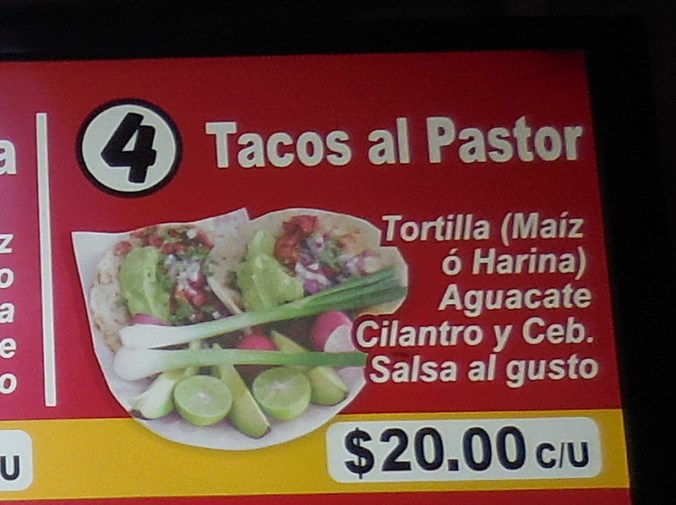 4 Tacos al Pastor
Tortilla (Maíz
ó Harina)
Aguacate
Cilantro y Ceb.
Salsa al gusto
$20.00 C/U
a
z
o
a
e
o
U